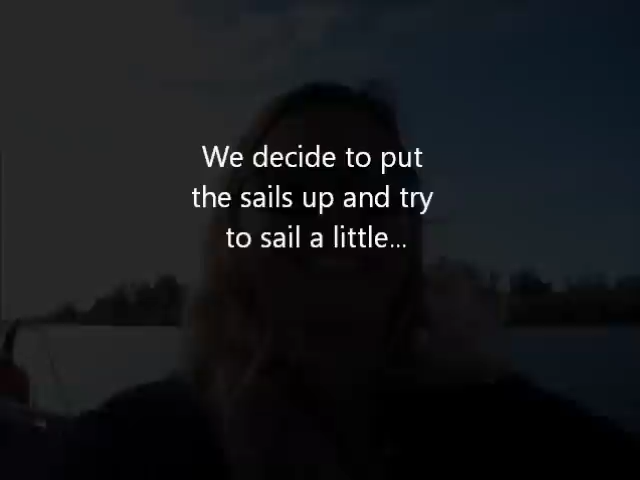 We decide to put
the sails up and try
to sail a little...